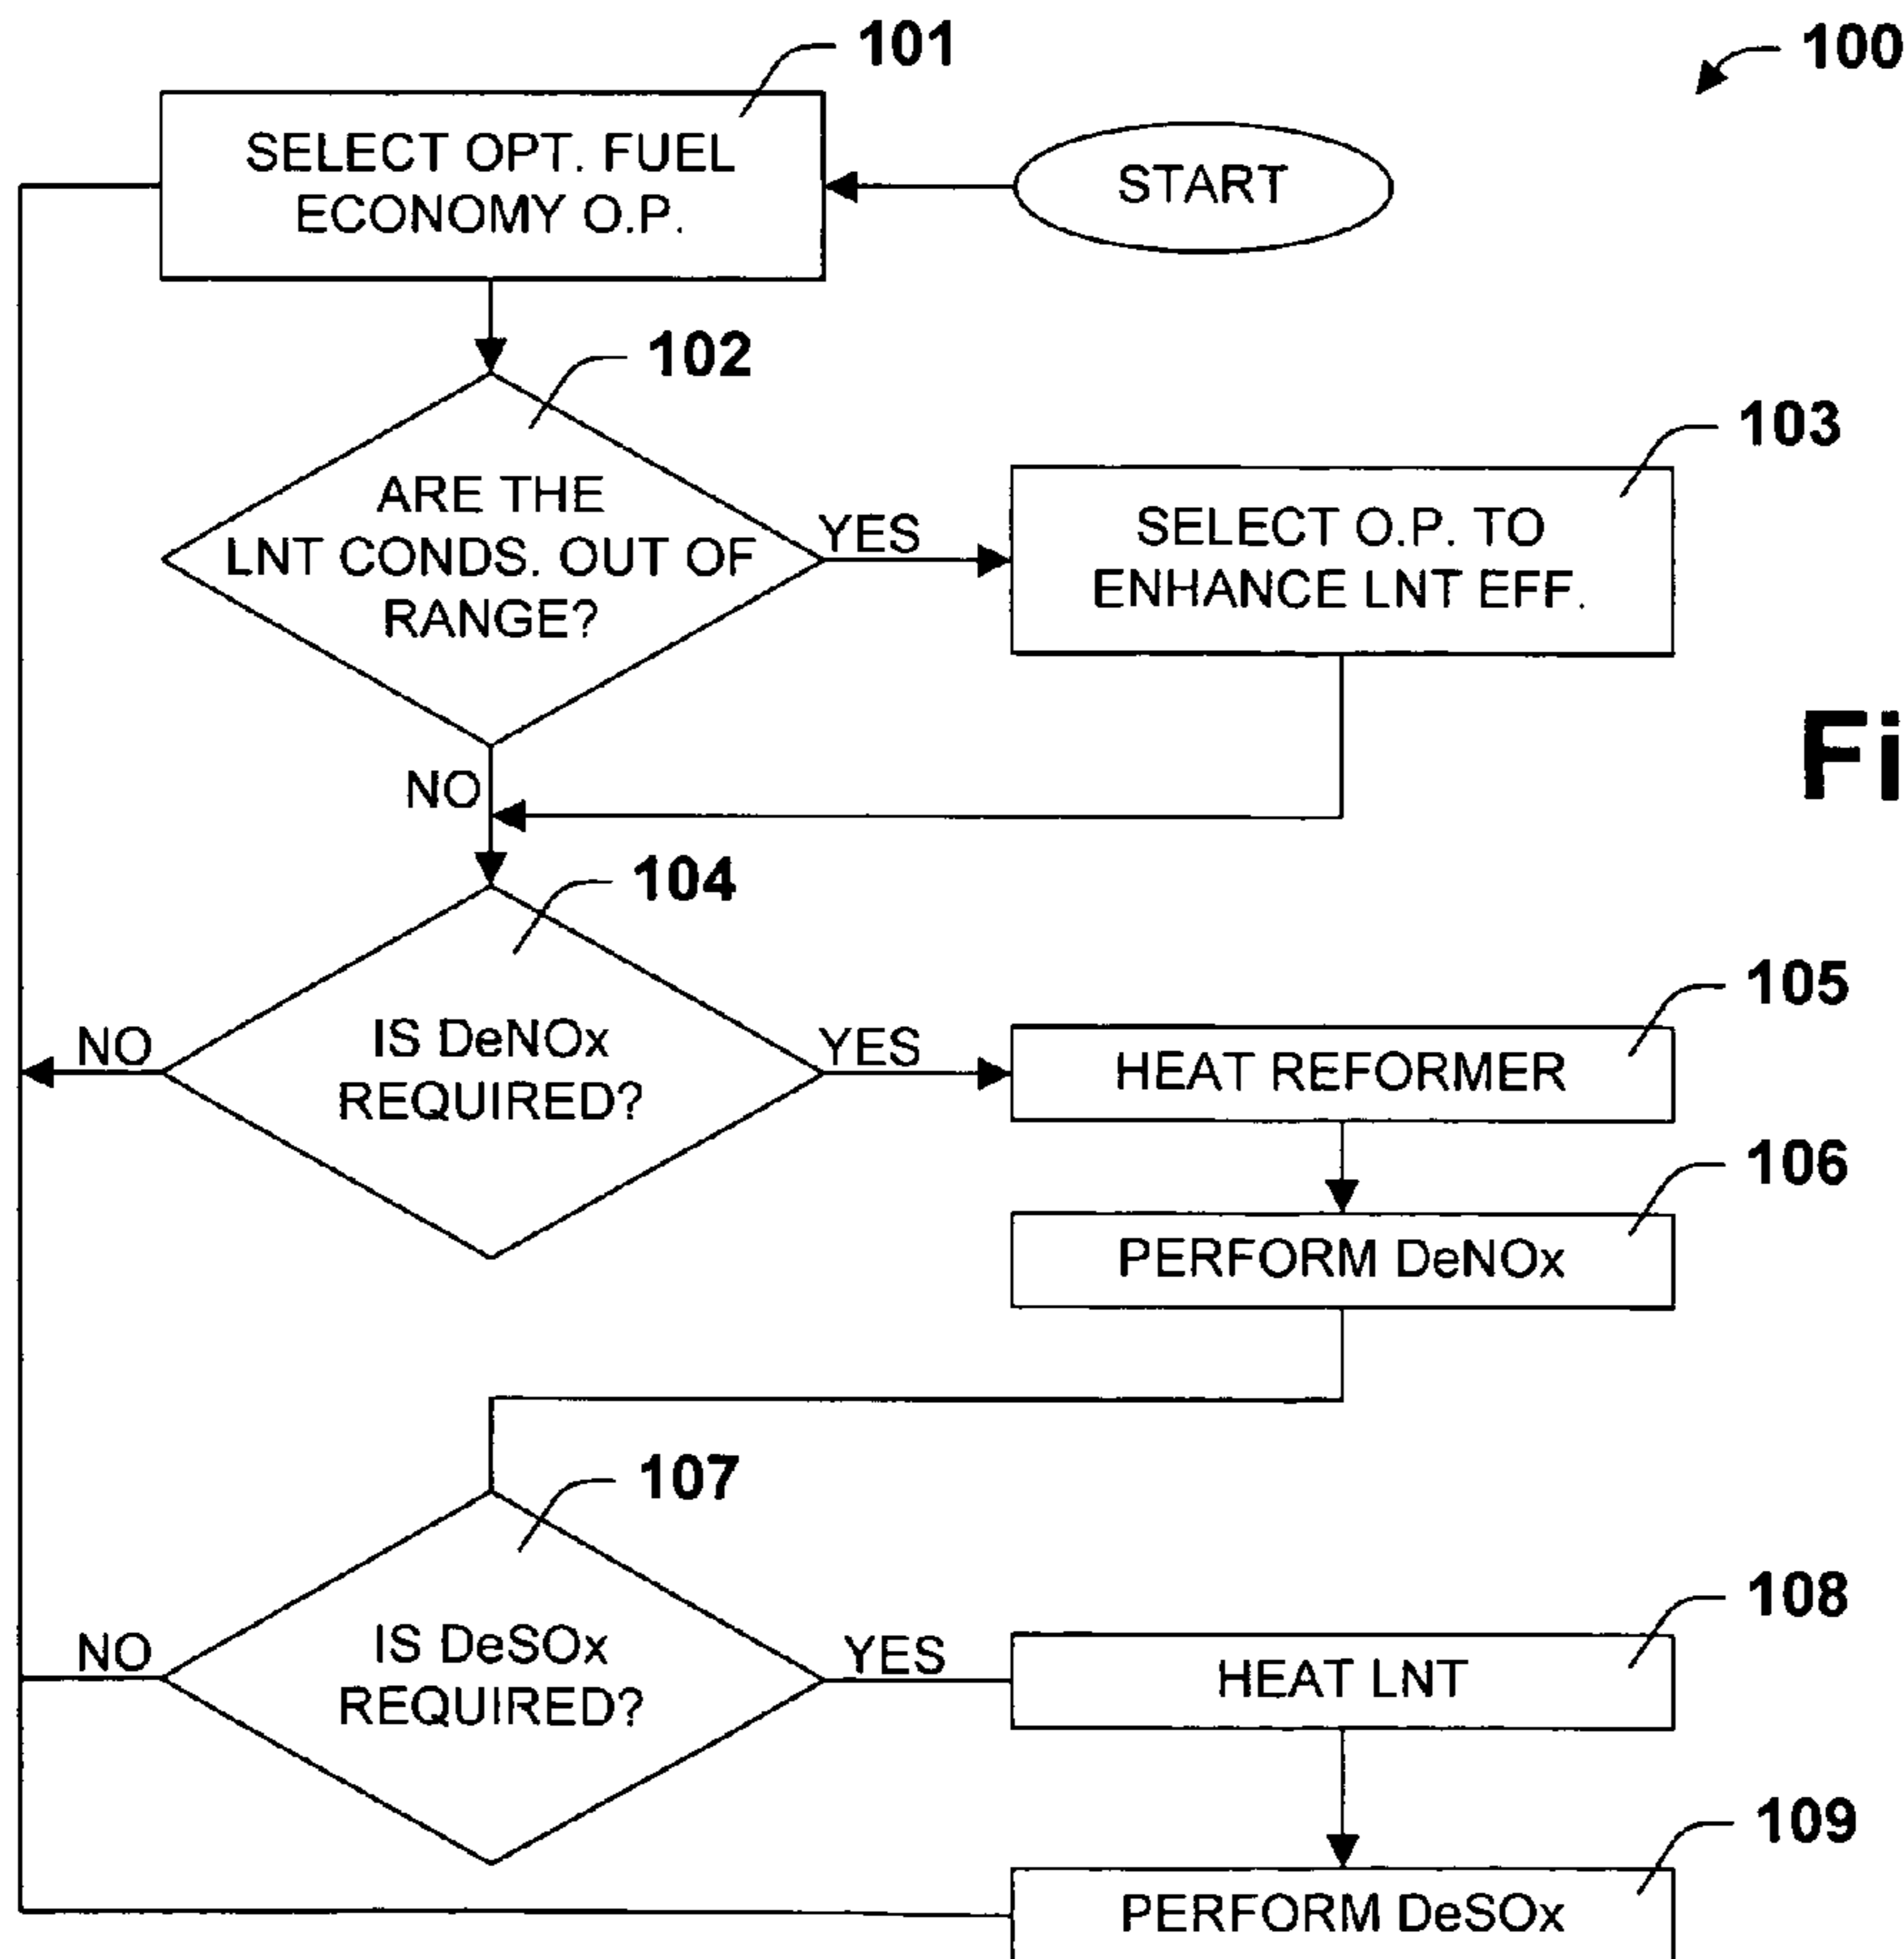 101
100
SELECT OPT. FUEL
ECONOMY O.P.
START
102
ARE THE
LNT CONDS. OUT OF
RANGE?
YES
103
SELECT O.P. TO
ENHANCE LNT EFF.
Fi
NO
104
IS DeNOx
REQUIRED?
NO
YES
105
HEAT REFORMER
106
PERFORM DeNOx
107
IS DeSOx
REQUIRED?
NO
YES
108
HEAT LNT
109
PERFORM DeSOx